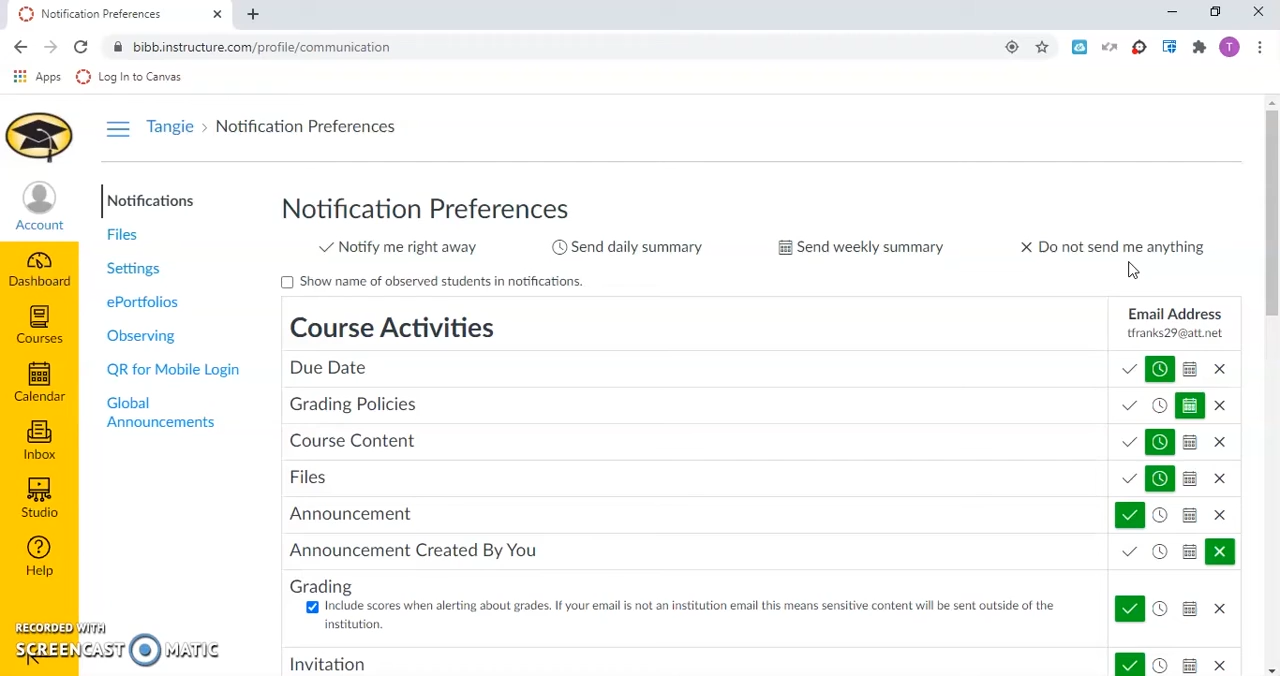 Notification Preferences
bibb.instructure.com/profile/communication
T
Apps
Log In to Canvas
Tangie > Notification Preferences
Account
Dashboard
Courses
Calendar
Inbox
Studio
Help
Notifications
Files
Settings
ePortfolios
Observing
QR for Mobile Login
Global
Announcements
Notification Preferences
Notify me right away
Send daily summary
Send weekly summary
Do not send me anything
Show name of observed students in notifications.
Course Activities
Email Address
tfranks29@att.net
Due Date
Grading Policies
Course Content
Files
Announcement
Announcement Created By You
Grading
Include scores when alerting about grades. If your email is not an institution email this means sensitive content will be sent outside of the
institution.
Invitation
RECORDED WITH
SCREENCAST MATIC